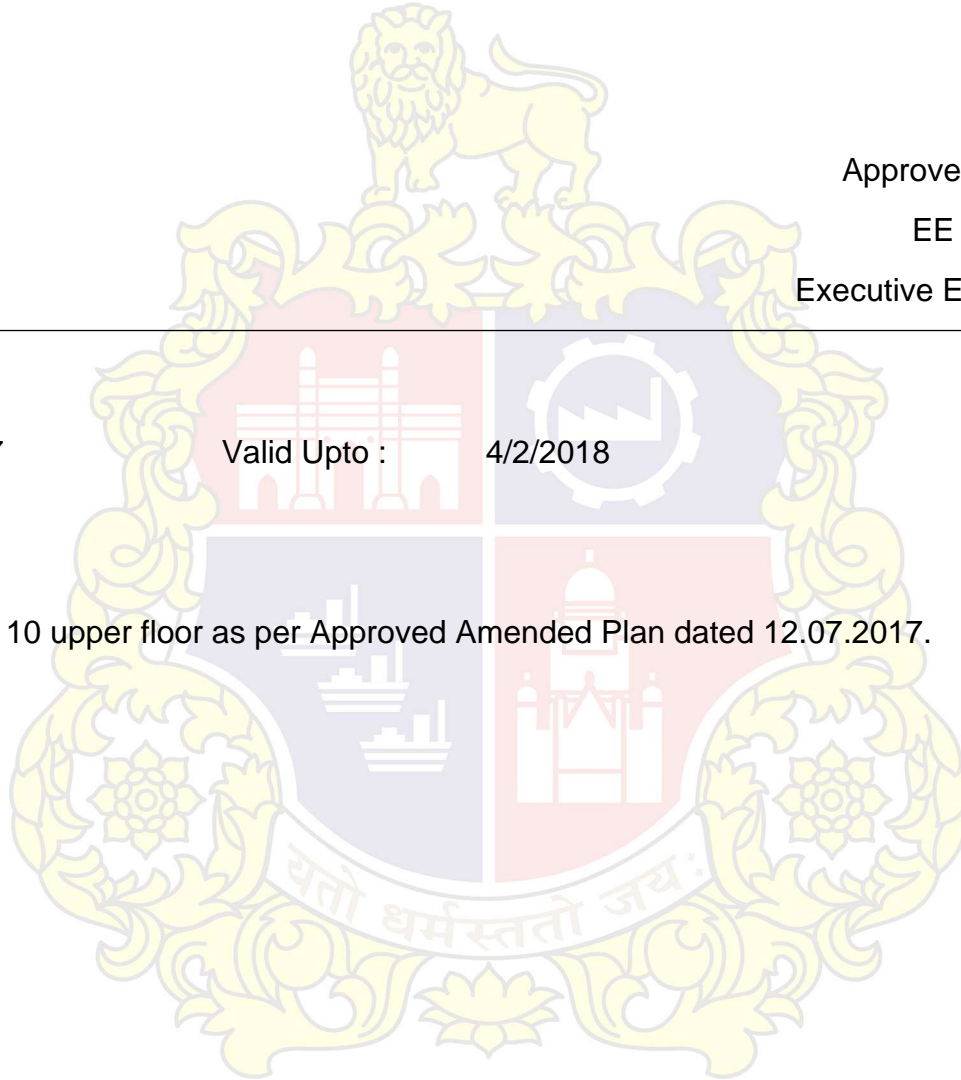 Approve
EE
Executive E
Valid Upto : 4/2/2018
10 upper floor as per Approved Amended Plan dated 12.07.2017.
यतो धर्मस्ततो जय: